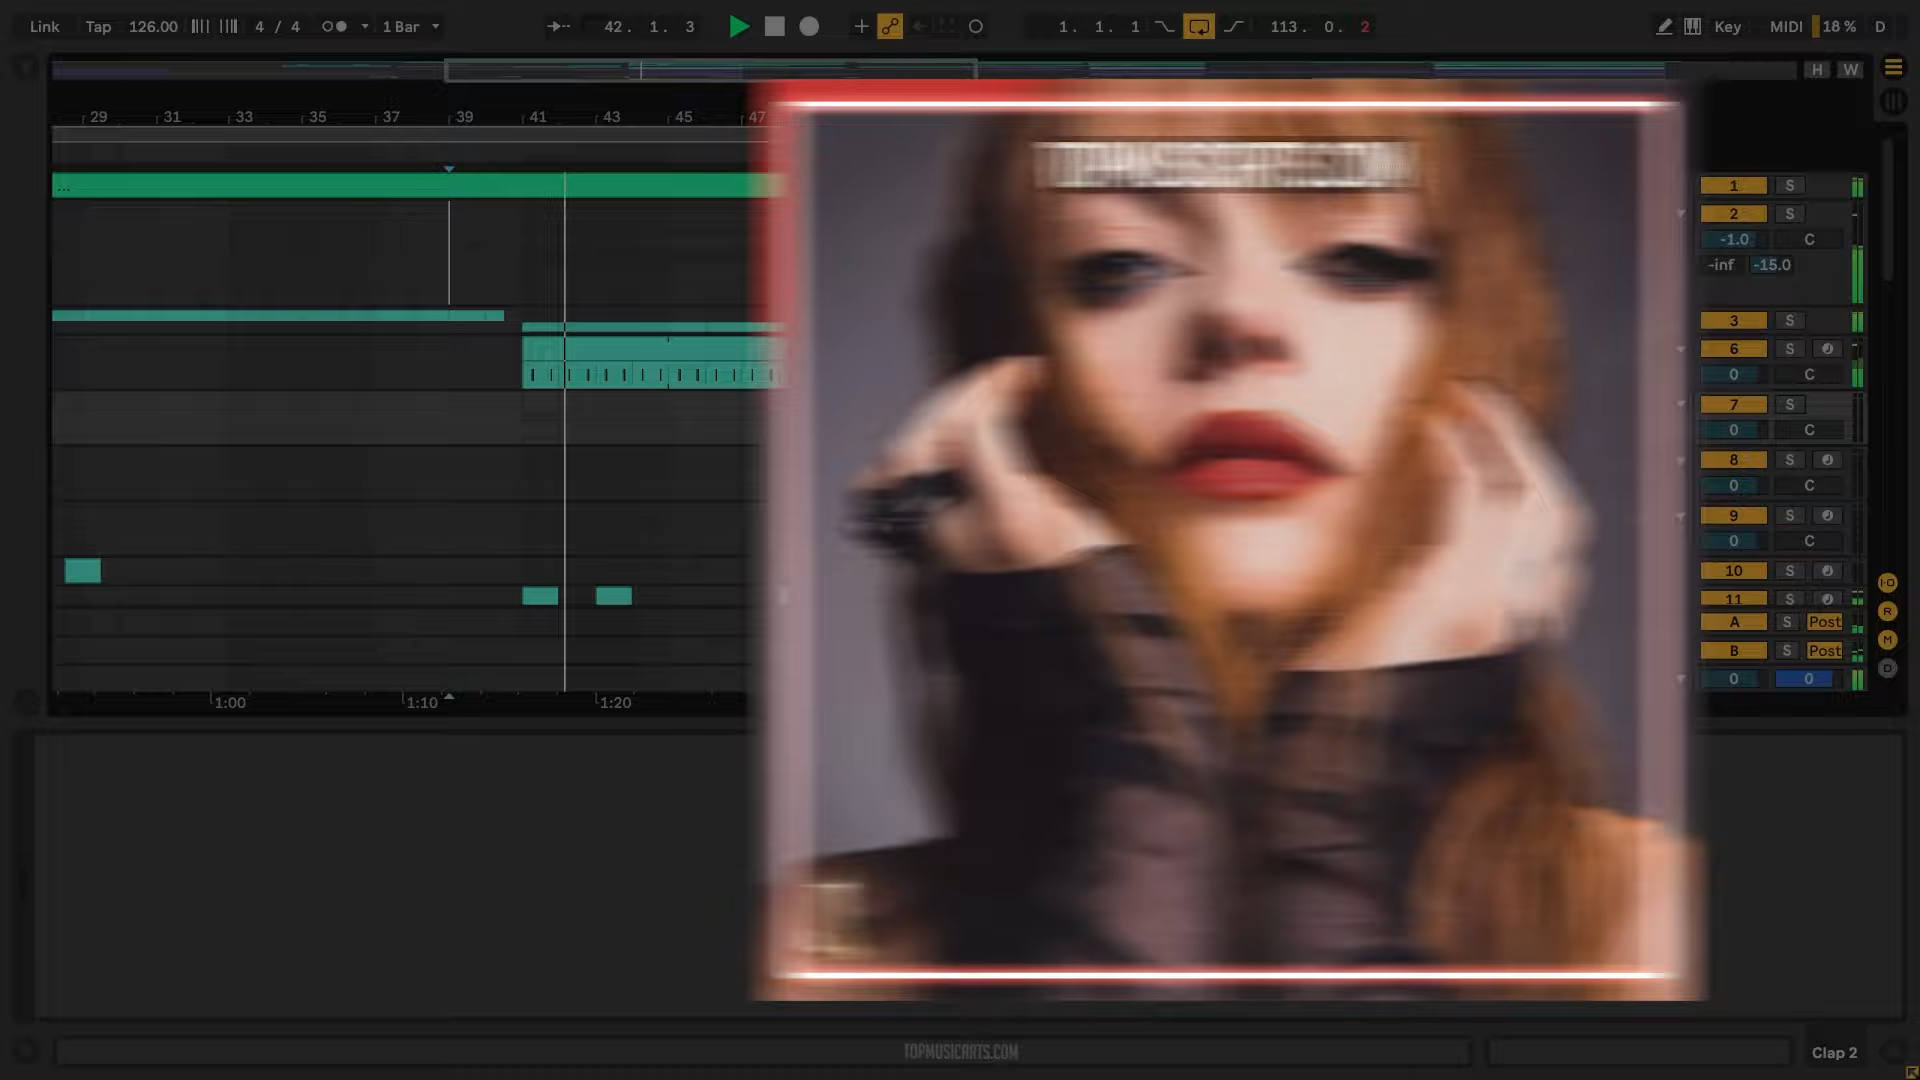 Link Tap 126.00 4 / 4 1 Bar 42. 1. 3 1. 1. 1 113. 0. 2 Key MIDI 18 % D
H W
29 31 33 35 37 39 41 43 45 47
...
1 S
2 S
-1.0 C
-inf -15.0
3 S
6 S
0 C
7 S
0 C
8 S
0 C
9 S
0 C
10 S
11 S
A S Post
B S Post
0 0
I-O
R
M
D
1:00 1:10 1:20
TOPMUSICARTS.COM
Clap 2